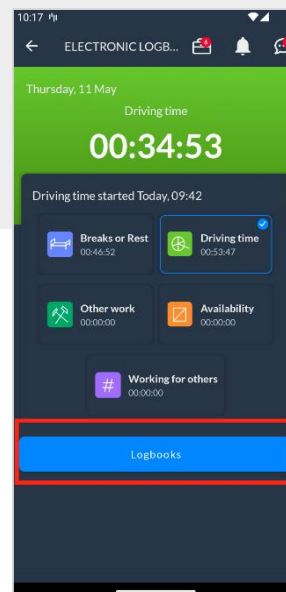 10:17
ELECTRONIC LOGB...
Thursday, 11 May
Driving time
00:34:53
Driving time started Today, 09:42
Breaks or Rest
00:46:52
Driving time
00:53:47
Other work
00:00:00
Availability
00:00:00
#
Working for others
00:00:00
Logbooks